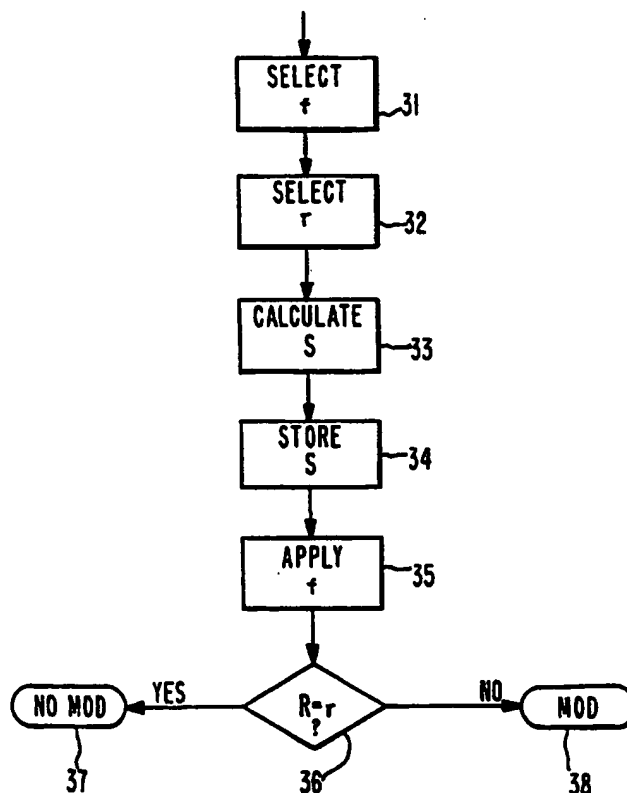 SELECT
f
31
SELECT
r
32
CALCULATE
S
33
STORE
S
34
APPLY
f
35
YES
NO
NO MOD
R=r
?
MOD
37
36
38